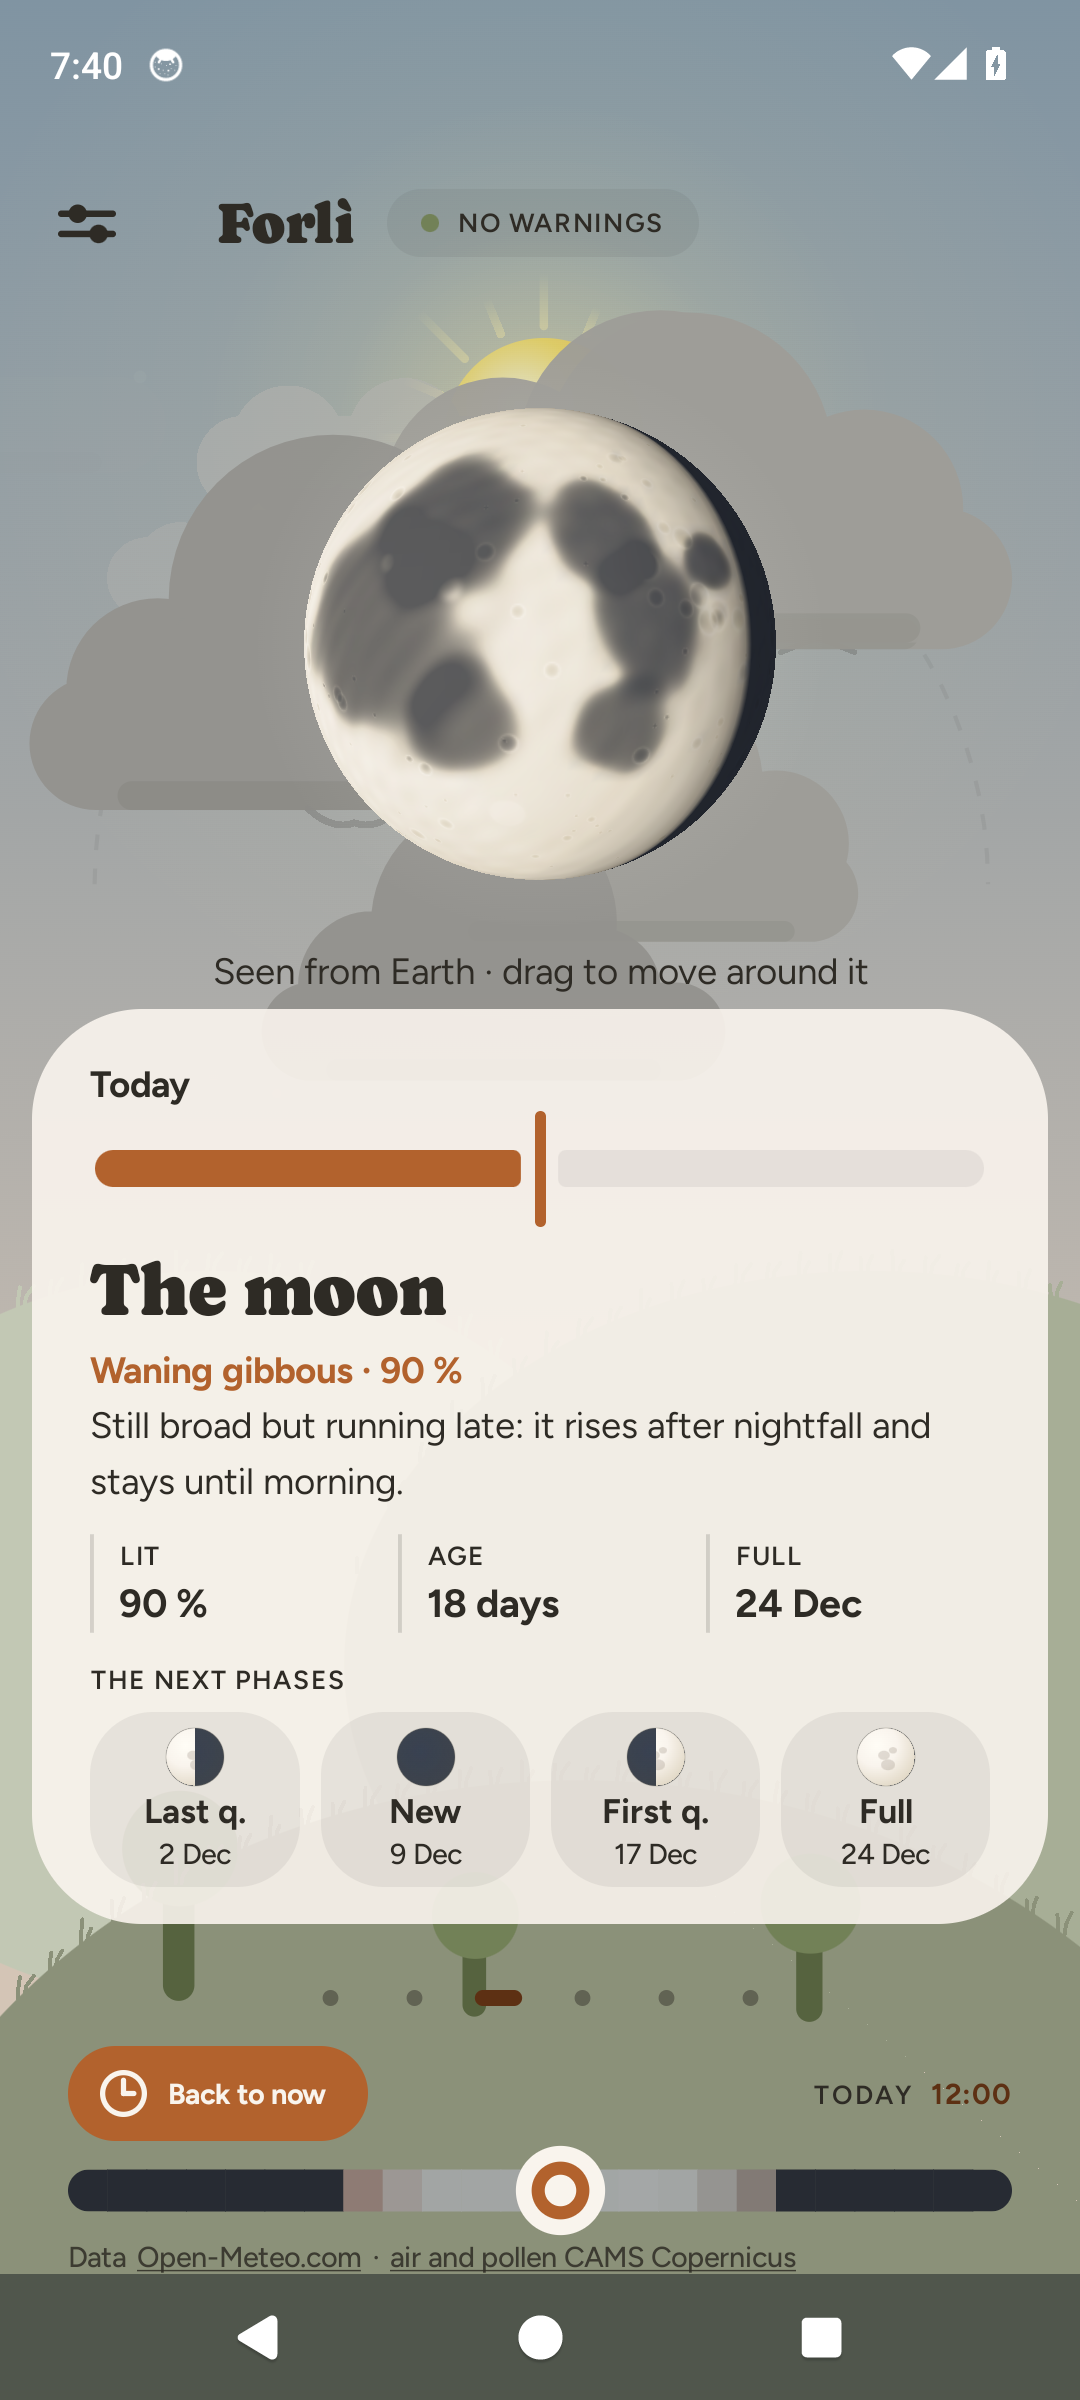 7:40
Forlì
NO WARNINGS
Seen from Earth · drag to move around it
Today
The moon
Waning gibbous · 90 %
Still broad but running late: it rises after nightfall and
stays until morning.
LIT
90 %
AGE
18 days
FULL
24 Dec
THE NEXT PHASES
Last q.
2 Dec
New
9 Dec
First q.
17 Dec
Full
24 Dec
Back to now
TODAY 12:00
Data Open-Meteo.com · air and pollen CAMS Copernicus